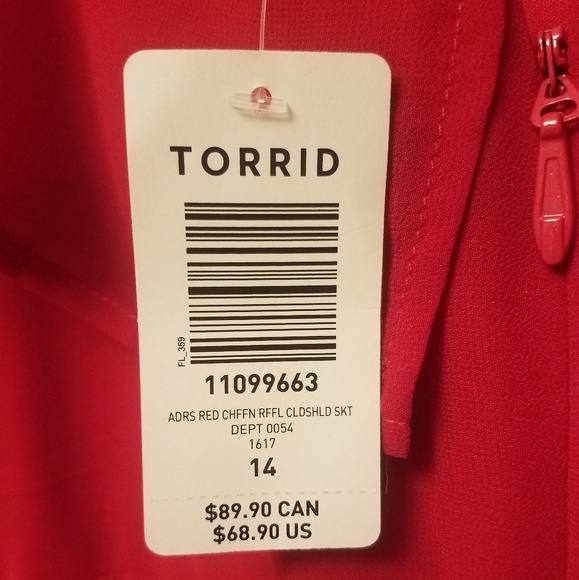 TORRID
FL_359
11099663
ADRS RED CHFFN RFFL CLDSHLD SKT
DEPT 0054
1617
14
$89.90 CAN
$68.90 US